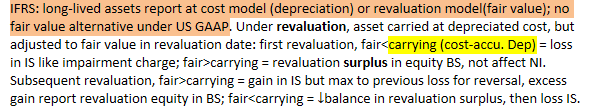 IFRS: long-lived assets report at cost model (depreciation) or revaluation model(fair value); no
fair value alternative under US GAAP. Under revaluation, asset carried at depreciated cost, but
adjusted to fair value in revaluation date: first revaluation, fair<carrying (cost-accu. Dep) = loss
in IS like impairment charge; fair>carrying = revaluation surplus in equity BS, not affect NI.
Subsequent revaluation, fair>carrying = gain in IS but max to previous loss for reversal, excess
gain report revaluation equity in BS; fair<carrying = ↓balance in revaluation surplus, then loss IS.